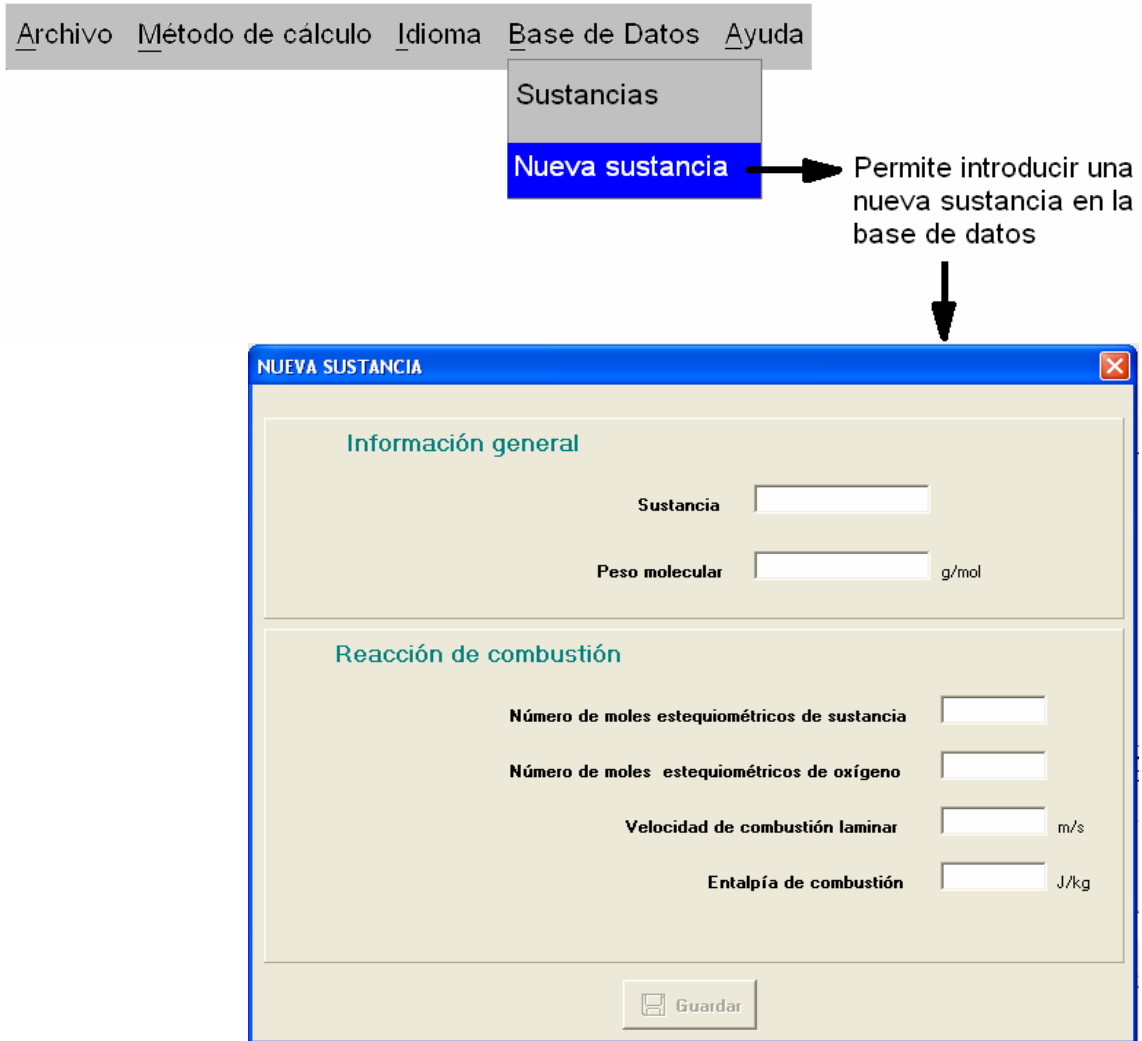 Archivo Método de cálculo Idioma Base de Datos Ayuda
Sustancias
Nueva sustancia
Permite introducir una
nueva sustancia en la
base de datos
NUEVA SUSTANCIA
Información general
Sustancia
Peso molecular g/mol
Reacción de combustión
Número de moles estequiométricos de sustancia
Número de moles estequiométricos de oxígeno
Velocidad de combustión laminar m/s
Entalpía de combustión J/kg
Guardar